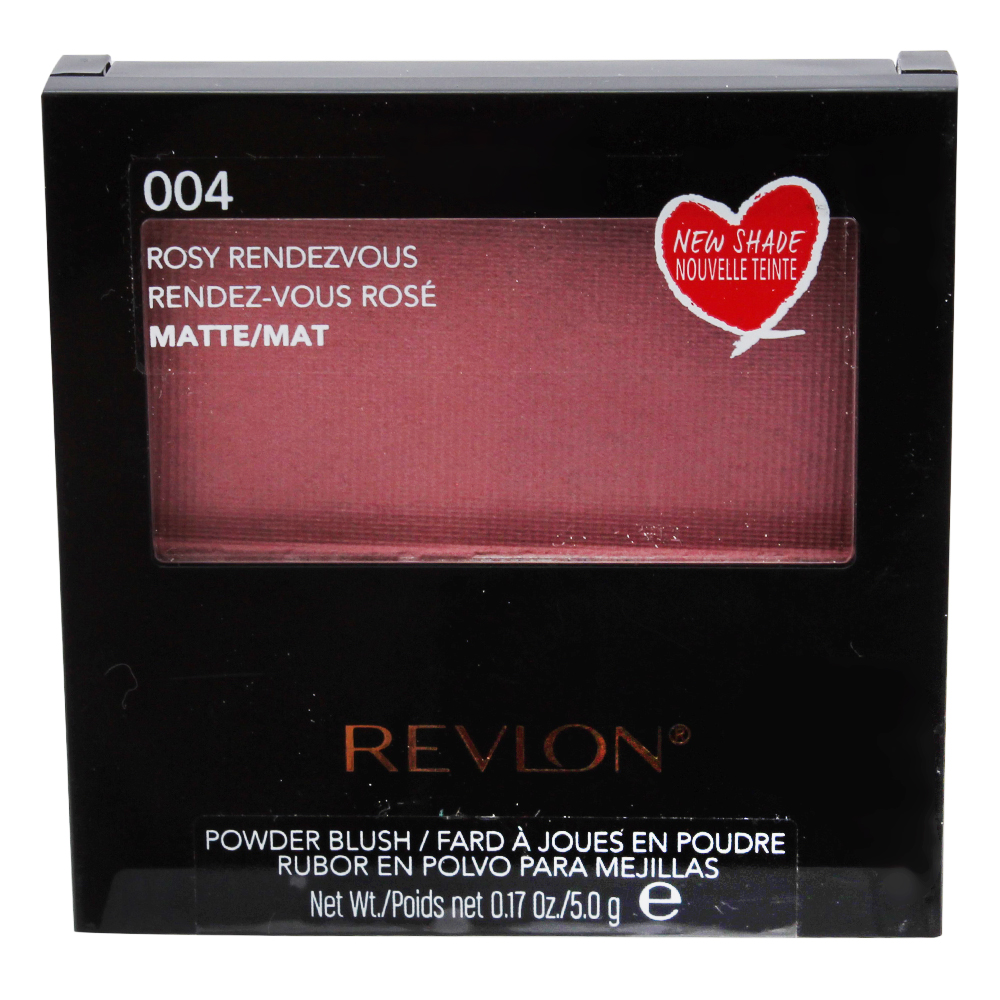 004
ROSY RENDEZVOUS
RENDEZ-VOUS ROSÉ
MATTE/MAT
NEW SHADE
NOUVELLE TEINTE
REVLON®
POWDER BLUSH / FARD À JOUES EN POUDRE
RUBOR EN POLVO PARA MEJILLAS
Net Wt./Poids net 0.17 Oz./5.0 g e